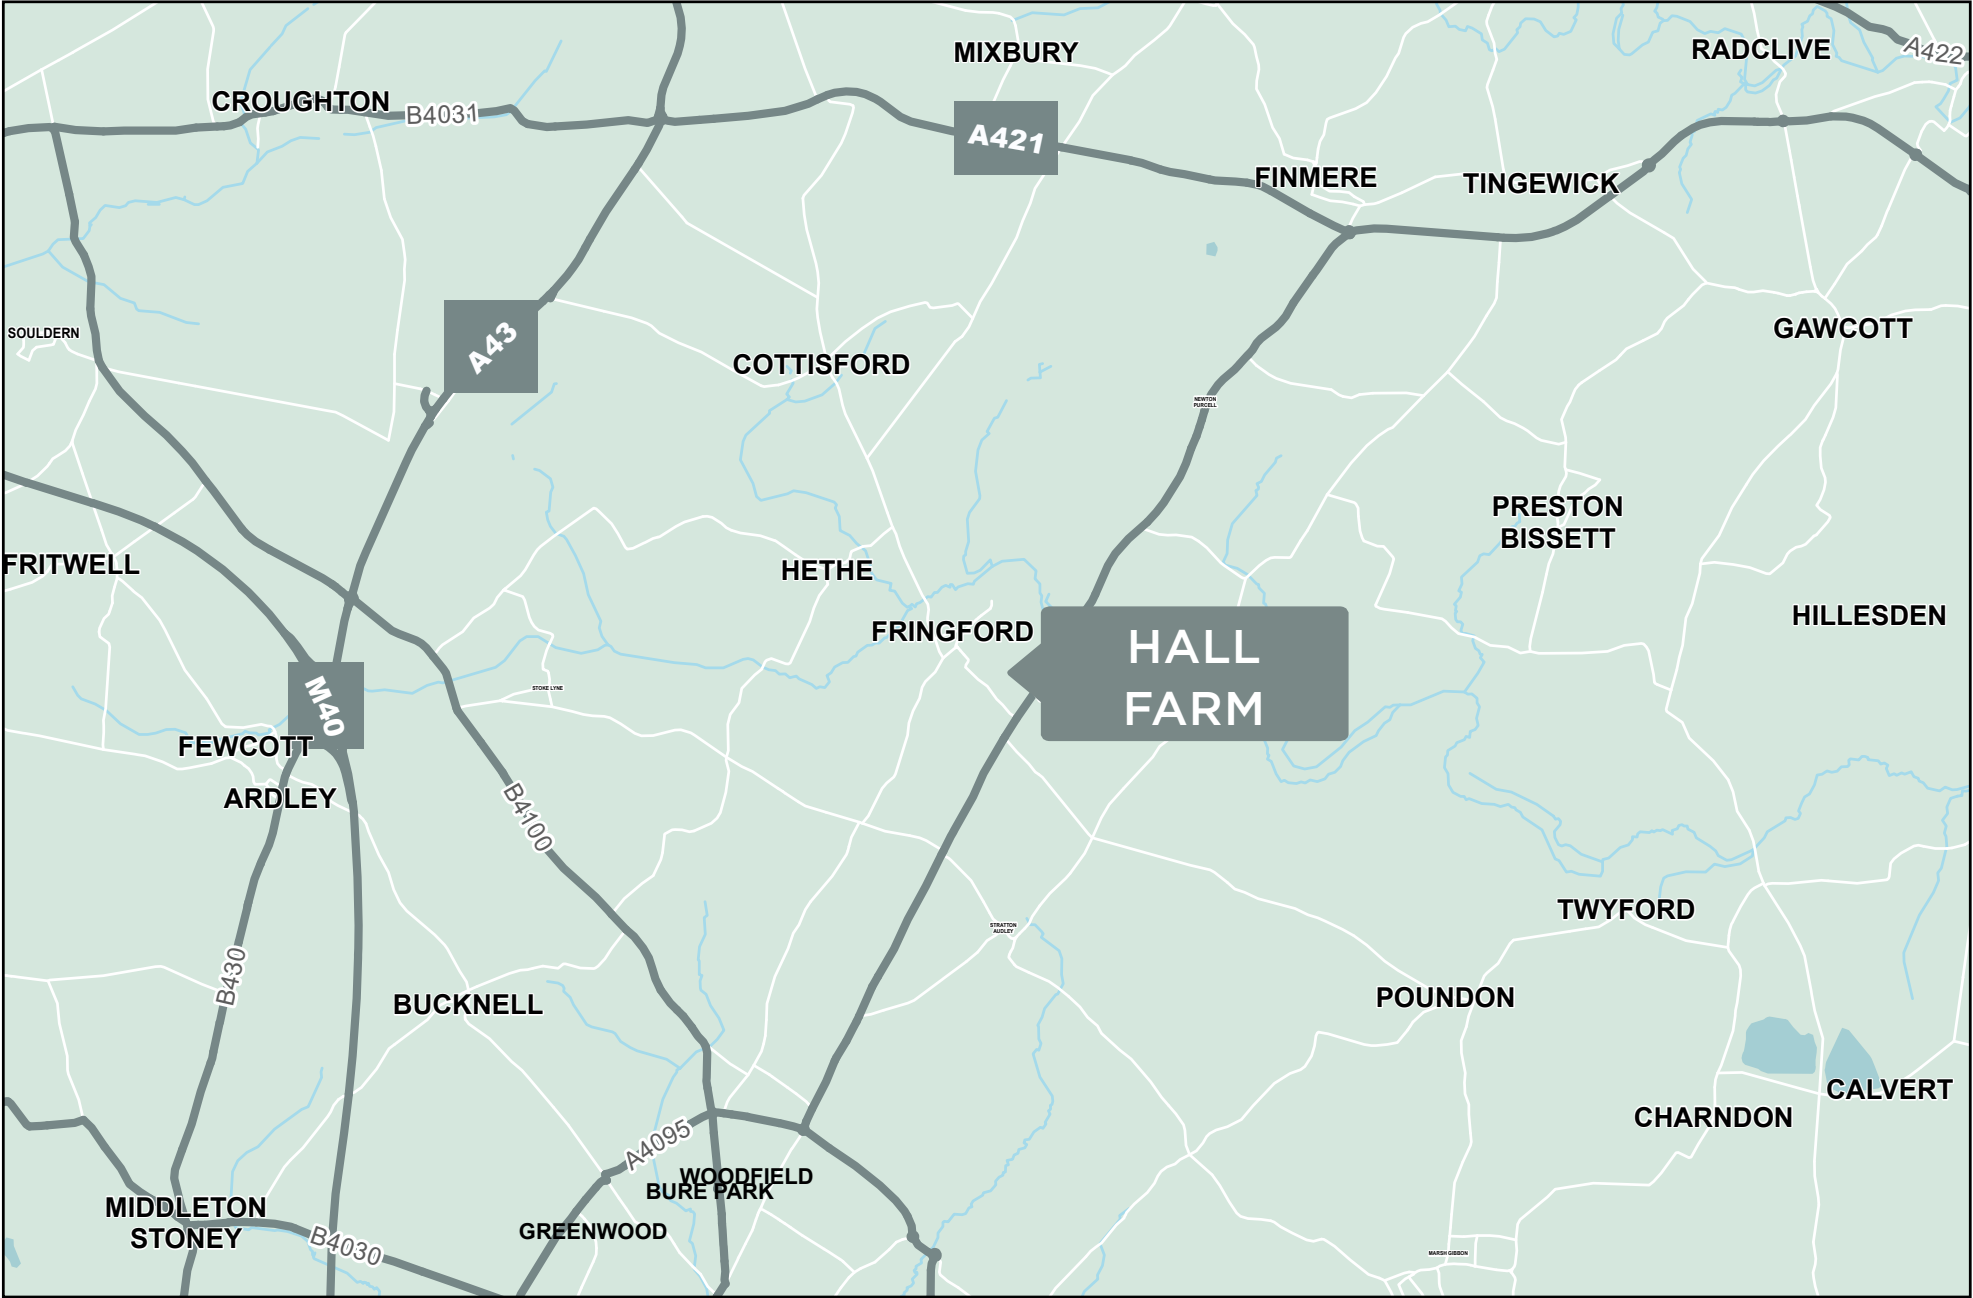 MIXBURY
RADCLIVE
A422
CROUGHTON
B4031
A421
FINMERE
TINGEWICK
SOULDERN
A43
GAWCOTT
COTTISFORD
NEWTON
PURCELL
PRESTON
BISSETT
FRITWELL
HETHE
HILLESDEN
FRINGFORD
HALL
FARM
STOKE LYNE
M40
FEWCOTT
ARDLEY
B4100
TWYFORD
STRATTON
AUDLEY
B430
BUCKNELL
POUNDON
CALVERT
CHARNDON
A4095
WOODFIELD
BURE PARK
MIDDLETON
STONEY
GREENWOOD
B4030
MARSH GIBBON